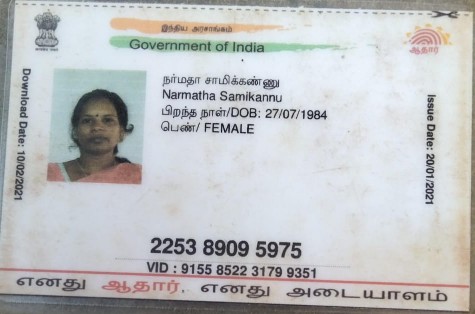 இந்திய அரசாங்கம்
Government of India
ஆதார்
நர்மதா சாமிக்கண்ணு
Narmatha Samikannu
பிறந்த நாள்/DOB: 27/07/1984
பெண்/ FEMALE
Download Date: 10/02/2021
Issue Date: 20/01/2021
2253 8909 5975
VID : 9155 8522 3179 9351
எனது ஆதார், எனது அடையாளம்